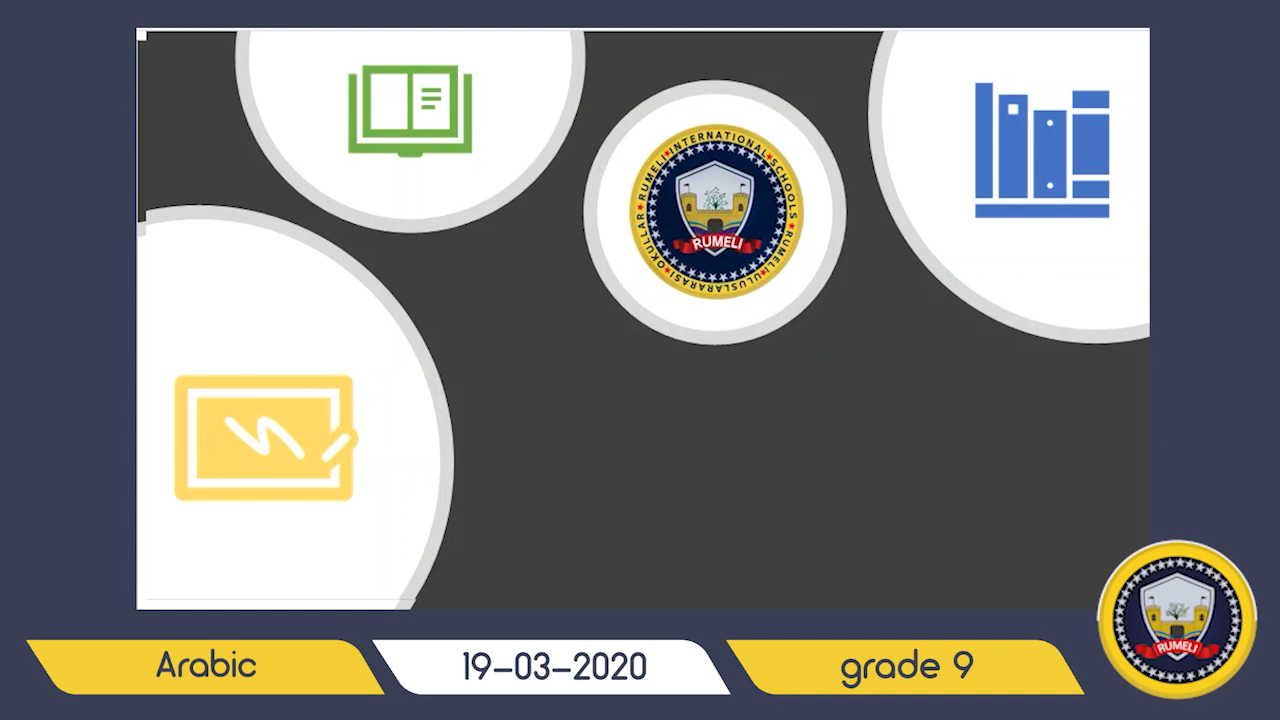 RUMELI INTERNATIONAL SCHOOLS
RUMELI ULUSLARARASI OKULLAR
RUMELI
Arabic
19-03-2020
grade 9
RUMELI